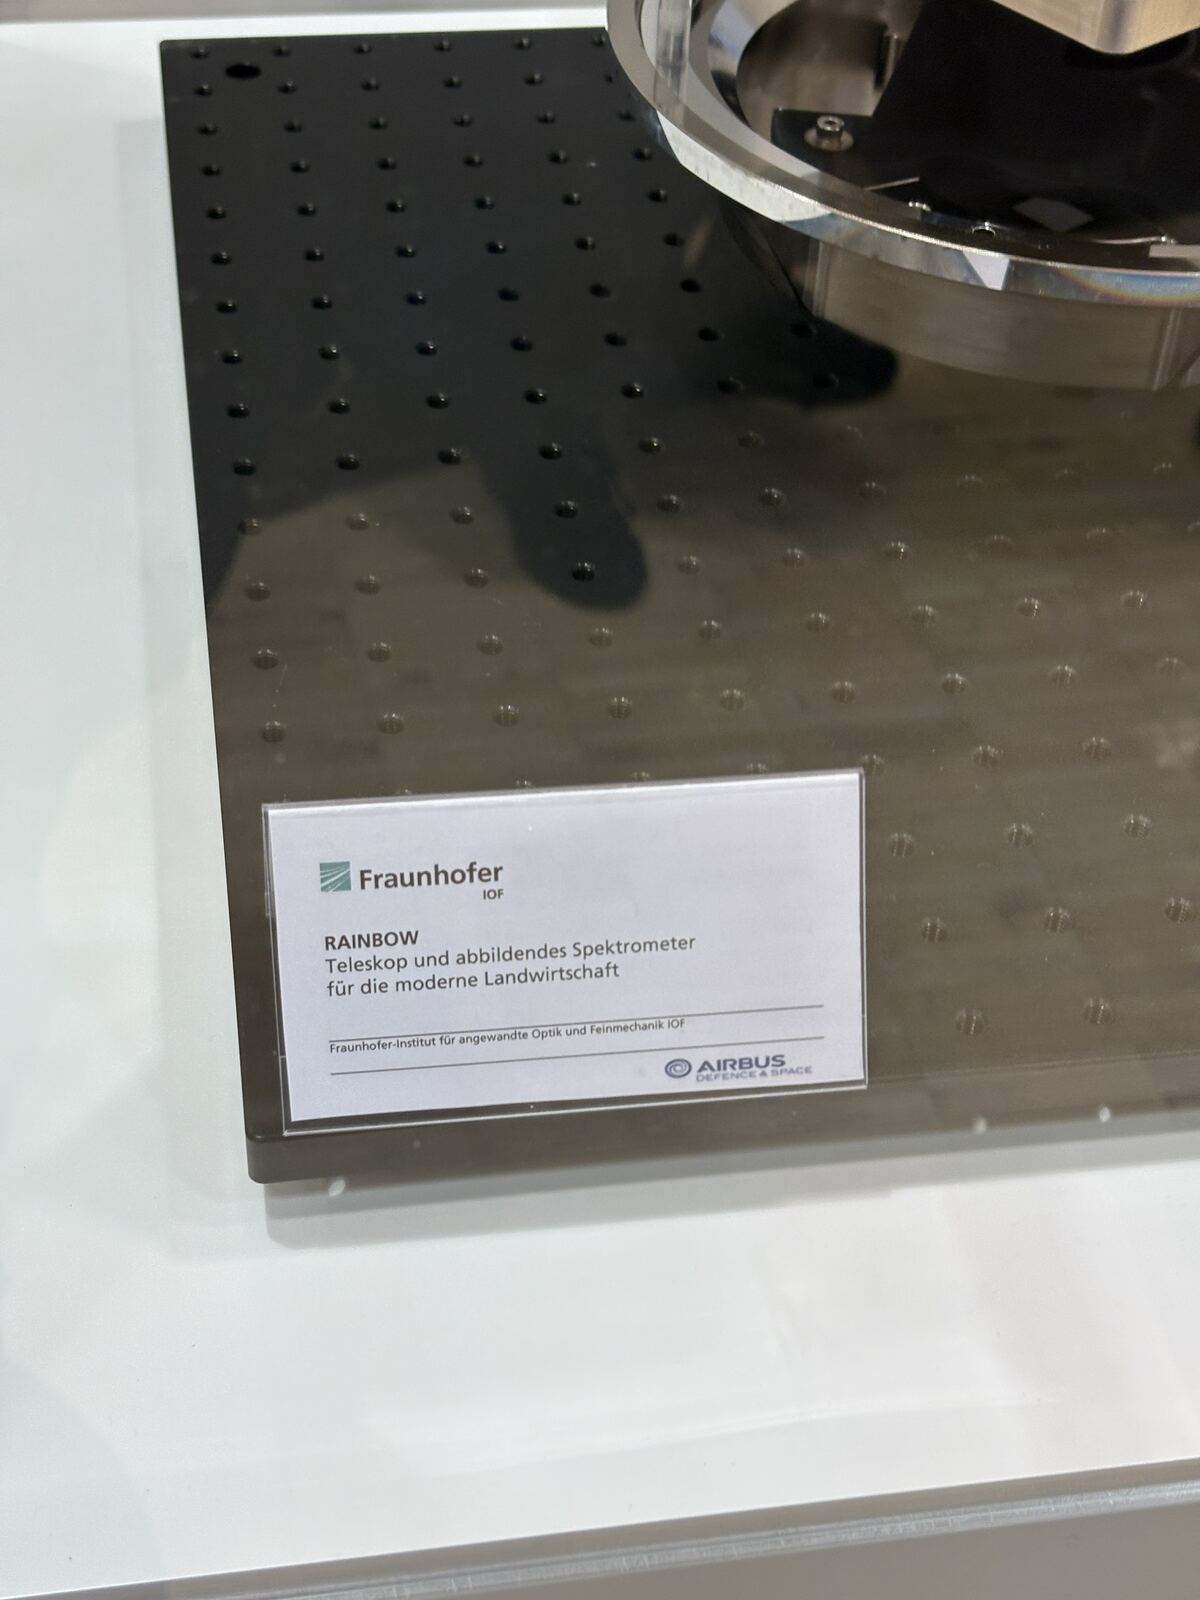 Fraunhofer
IOF
RAINBOW
Teleskop und abbildendes Spektrometer
für die moderne Landwirtschaft
Fraunhofer-Institut für angewandte Optik und Feinmechanik IOF
AIRBUS
DEFENCE & SPACE